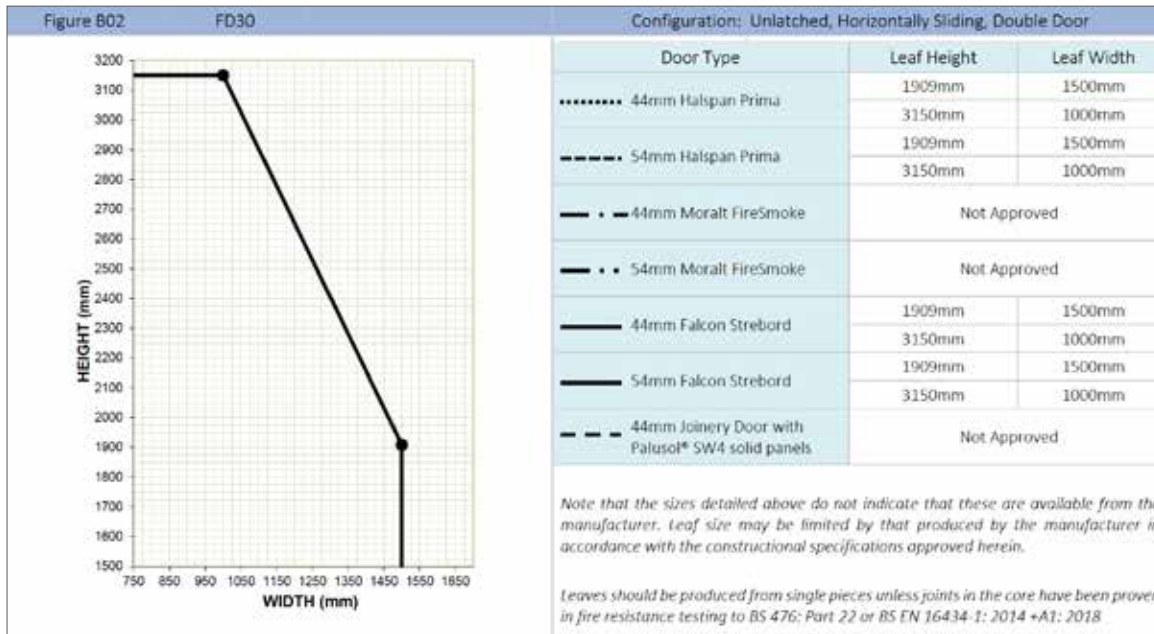 Figure B02 FD30 Configuration: Unlatched, Horizontally Sliding, Double Door
3200
3100
3000
2900
2800
2700
2600
2500
2400
2300
2200
2100
2000
1900
1800
1700
1600
1500
HEIGHT (mm)
750 850 950 1050 1150 1250 1350 1450 1550 1650
WIDTH (mm)
Door Type Leaf Height Leaf Width
44mm Halspan Prima
1909mm 1500mm
3150mm 1000mm
54mm Halspan Prima
1909mm 1500mm
3150mm 1000mm
44mm Moralt FireSmoke Not Approved
54mm Moralt FireSmoke Not Approved
44mm Falcon Strebord
1909mm 1500mm
3150mm 1000mm
54mm Falcon Strebord
1909mm 1500mm
3150mm 1000mm
44mm Joinery Door with
Palusol® SW4 solid panels
Not Approved
Note that the sizes detailed above do not indicate that these are available from the
manufacturer. Leaf size may be limited by that produced by the manufacturer i
accordance with the constructional specifications approved herein.
Leaves should be produced from single pieces unless joints in the core have been prove
in fire resistance testing to BS 476: Part 22 or BS EN 16434-1: 2014 +A1: 2018